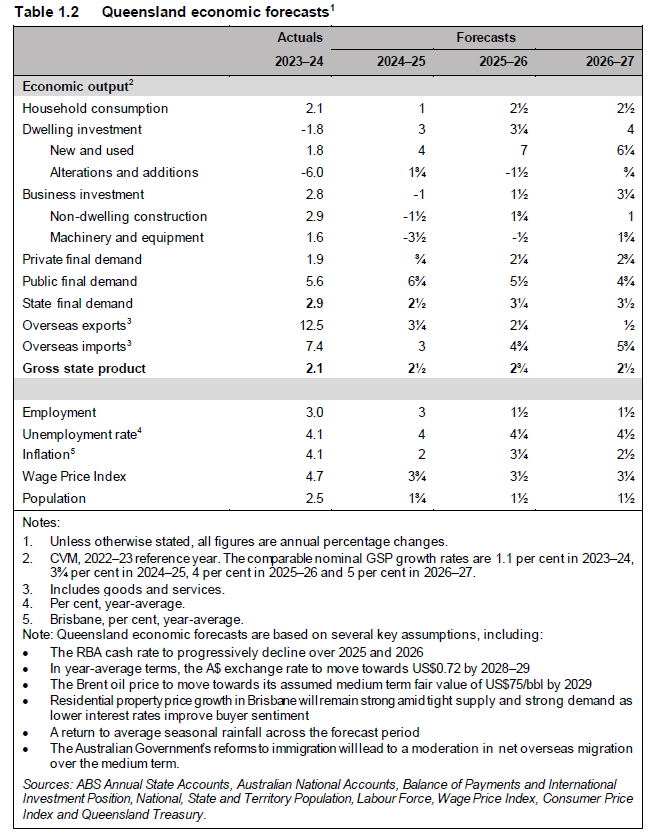 Table 1.2 Queensland economic forecasts¹
Actuals Forecasts
2023–24 2024–25 2025–26 2026–27
Economic output²
Household consumption 2.1 1 2½ 2½
Dwelling investment -1.8 3 3¼ 4
New and used 1.8 4 7 6¼
Alterations and additions -6.0 1¾ -1½ ¾
Business investment 2.8 -1 1½ 3¼
Non-dwelling construction 2.9 -1½ 1¾ 1
Machinery and equipment 1.6 -3½ -½ 1¾
Private final demand 1.9 ¾ 2¼ 2¾
Public final demand 5.6 6¾ 5½ 4¾
State final demand 2.9 2½ 3¼ 3½
Overseas exports³ 12.5 3¼ 2¼ ½
Overseas imports³ 7.4 3 4¾ 5¾
Gross state product 2.1 2½ 2¾ 2½
Employment 3.0 3 1½ 1½
Unemployment rate⁴ 4.1 4 4¼ 4½
Inflation⁵ 4.1 2 3¼ 2½
Wage Price Index 4.7 3¾ 3½ 3¼
Population 2.5 1¾ 1½ 1½
Notes:
1. Unless otherwise stated, all figures are annual percentage changes.
2. CVM, 2022–23 reference year. The comparable nominal GSP growth rates are 1.1 per cent in 2023–24,
3¾ per cent in 2024–25, 4 per cent in 2025–26 and 5 per cent in 2026–27.
3. Includes goods and services.
4. Per cent, year-average.
5. Brisbane, per cent, year-average.
Note: Queensland economic forecasts are based on several key assumptions, including:
• The RBA cash rate to progressively decline over 2025 and 2026
• In year-average terms, the A$ exchange rate to move towards US$0.72 by 2028–29
• The Brent oil price to move towards its assumed medium term fair value of US$75/bbl by 2029
• Residential property price growth in Brisbane will remain strong amid tight supply and strong demand as
lower interest rates improve buyer sentiment
• A return to average seasonal rainfall across the forecast period
• The Australian Government's reforms to immigration will lead to a moderation in net overseas migration
over the medium term.
Sources: ABS Annual State Accounts, Australian National Accounts, Balance of Payments and International
Investment Position, National, State and Territory Population, Labour Force, Wage Price Index, Consumer Price
Index and Queensland Treasury.